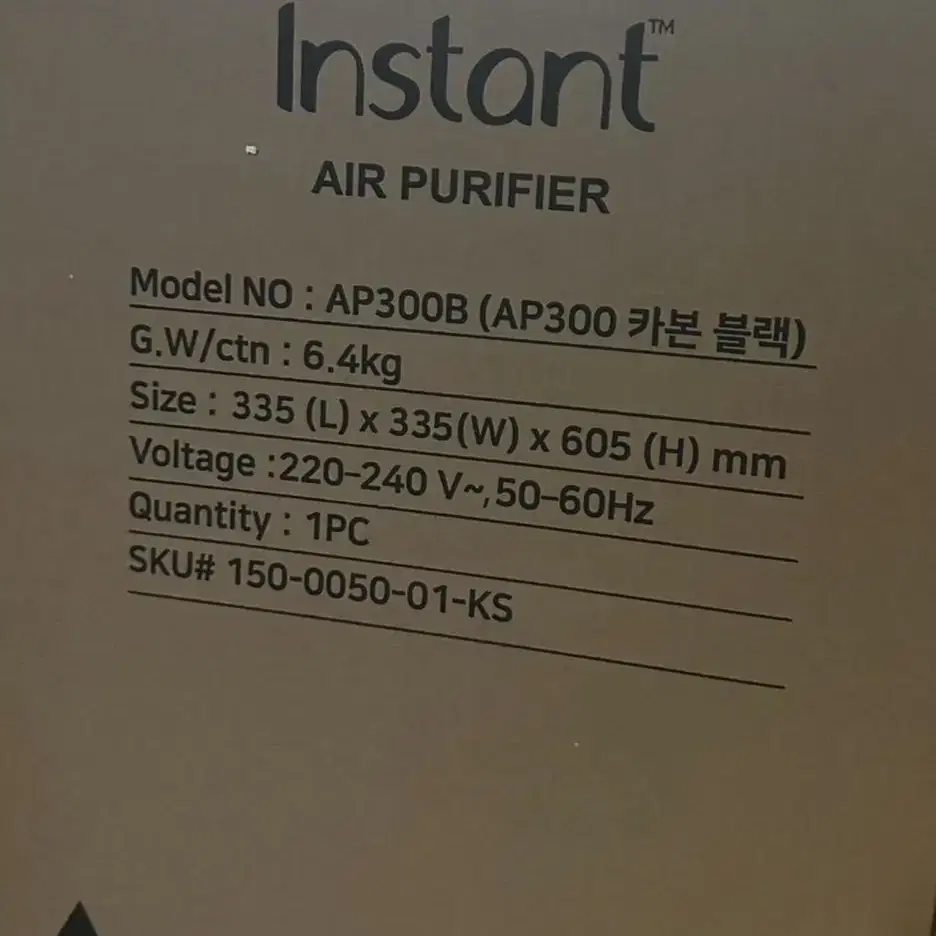 Instant™
AIR PURIFIER
Model NO : AP300B (AP300 카본 블랙)
G.W/ctn : 6.4kg
Size : 335 (L) x 335(W) x 605 (H) mm
Voltage :220-240 V~,50-60Hz
Quantity : 1PC
SKU# 150-0050-01-KS